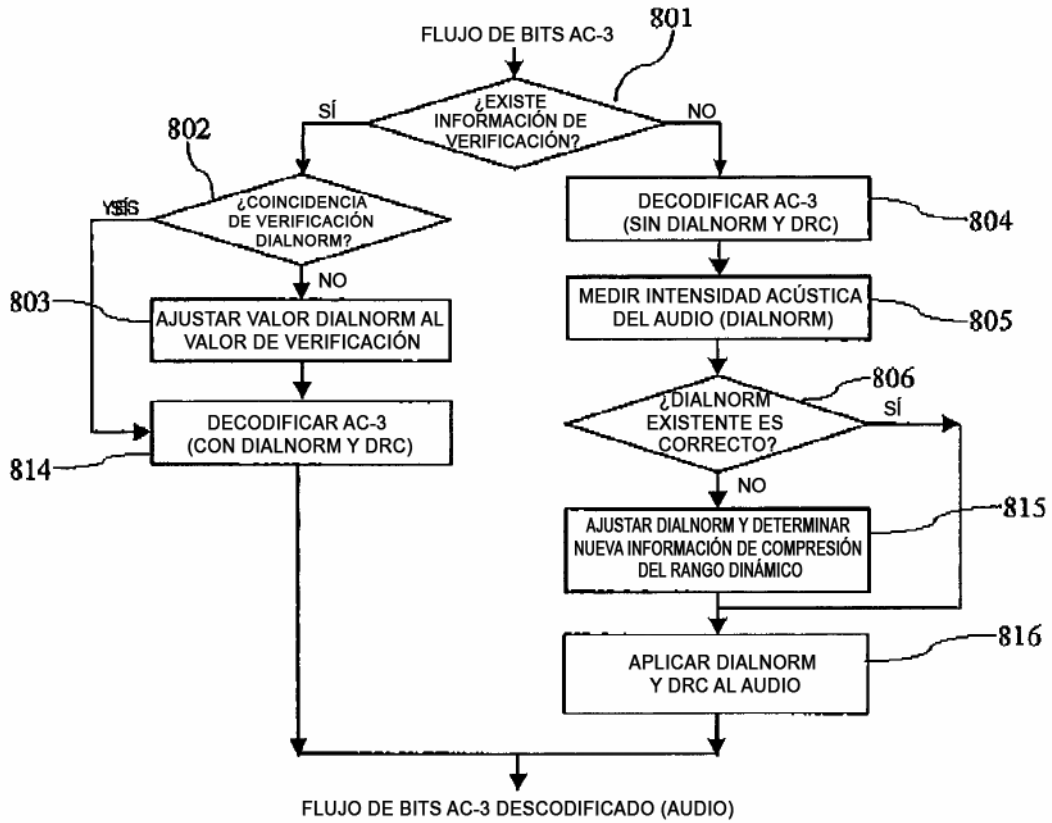 FLUJO DE BITS AC-3
801
¿EXISTE
INFORMACIÓN DE
VERIFICACIÓN?
SÍ
NO
802
¿COINCIDENCIA
DE VERIFICACIÓN
DIALNORM?
NO
803
AJUSTAR VALOR DIALNORM AL
VALOR DE VERIFICACIÓN
DECODIFICAR AC-3
(CON DIALNORM Y DRC)
814
DECODIFICAR AC-3
(SIN DIALNORM Y DRC)
804
MEDIR INTENSIDAD ACÚSTICA
DEL AUDIO (DIALNORM)
805
806
¿DIALNORM
EXISTENTE ES
CORRECTO?
SÍ
NO
815
AJUSTAR DIALNORM Y DETERMINAR
NUEVA INFORMACIÓN DE COMPRESIÓN
DEL RANGO DINÁMICO
816
APLICAR DIALNORM
Y DRC AL AUDIO
FLUJO DE BITS AC-3 DESCODIFICADO (AUDIO)